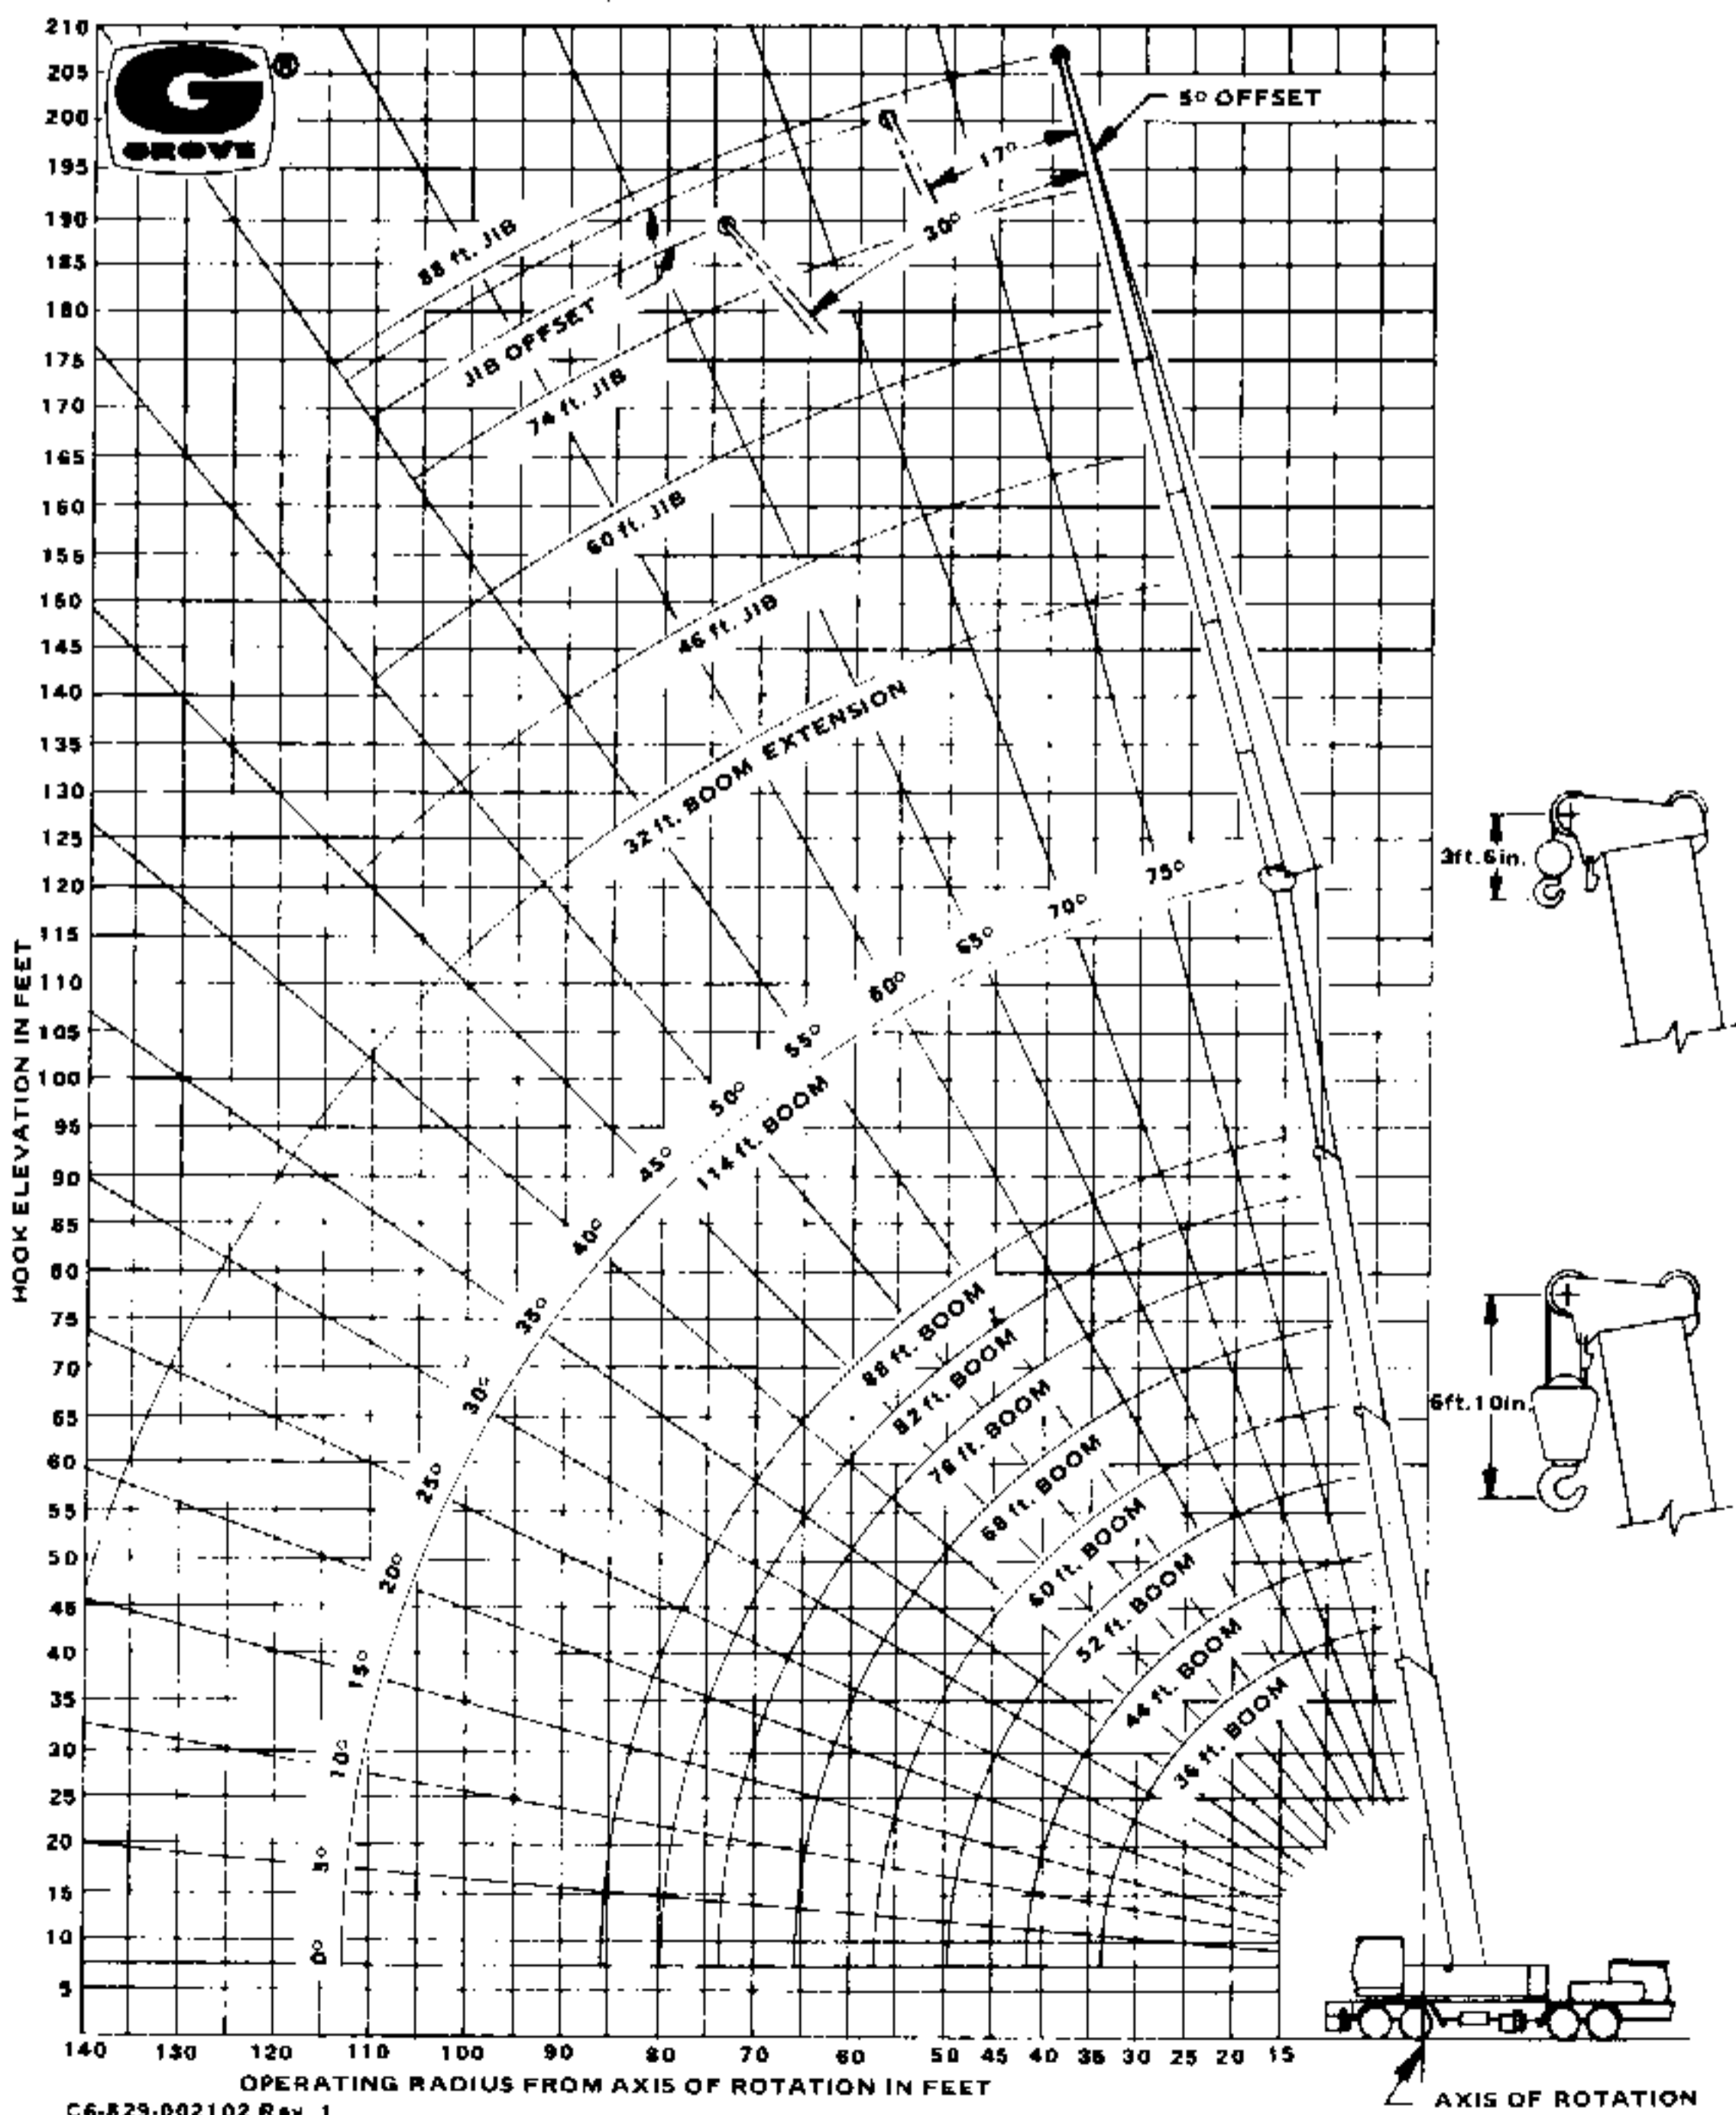 210
205
200
195
190
185
180
175
170
165
160
155
150
145
140
135
130
125
120
115
110
105
100
95
90
85
80
75
70
65
60
55
50
45
40
35
30
25
20
15
10
5
HOOK ELEVATION IN FEET
G®
GROVE
5° OFFSET
17°
30°
88 ft. JIB
JIB OFFSET
74 ft. JIB
60 ft. JIB
46 ft. JIB
32 ft. BOOM EXTENSION
75°
70°
65°
60°
55°
50°
45°
40°
35°
30°
25°
20°
15°
10°
5°
0°
114 ft. BOOM
88 ft. BOOM
82 ft. BOOM
76 ft. BOOM
68 ft. BOOM
60 ft. BOOM
52 ft. BOOM
44 ft. BOOM
36 ft. BOOM
3ft.6in.
6ft.10in.
140 130 120 110 100 90 80 70 60 50 45 40 35 30 25 20 15
OPERATING RADIUS FROM AXIS OF ROTATION IN FEET
AXIS OF ROTATION
C6-829-002102 Rev. 1